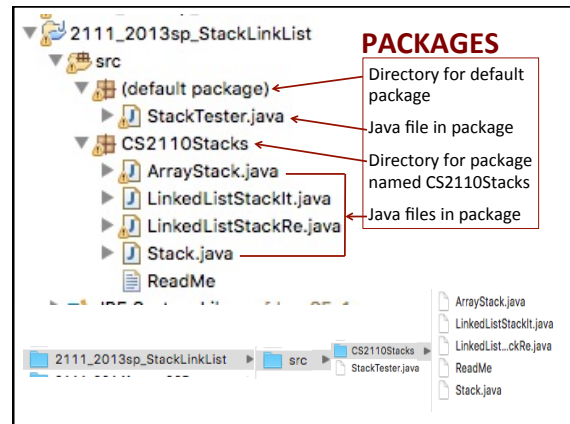 2111_2013sp_StackLinkList
src
(default package)
StackTester.java
CS2110Stacks
ArrayStack.java
LinkedListStackIt.java
LinkedListStackRe.java
Stack.java
ReadMe
PACKAGES
Directory for default
package
Java file in package
Directory for package
named CS2110Stacks
Java files in package
2111_2013sp_StackLinkList
src
CS2110Stacks
StackTester.java
ArrayStack.java
LinkedListStackIt.java
LinkedList...ckRe.java
ReadMe
Stack.java